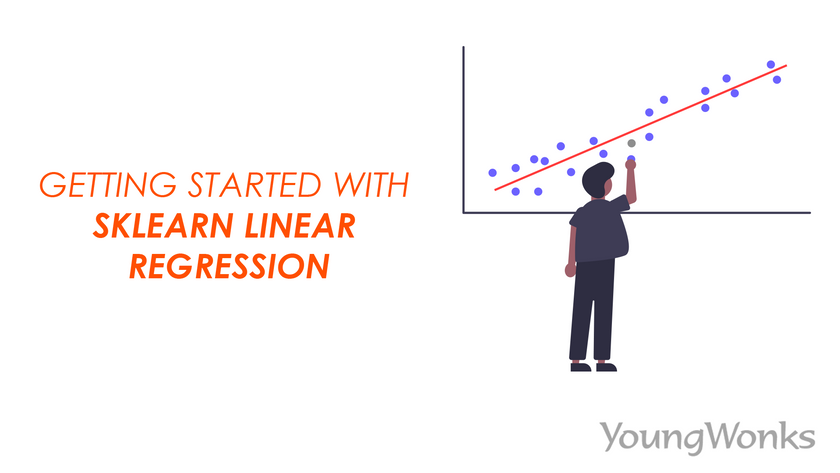 GETTING STARTED WITH
SKLEARN LINEAR
REGRESSION
YoungWonks